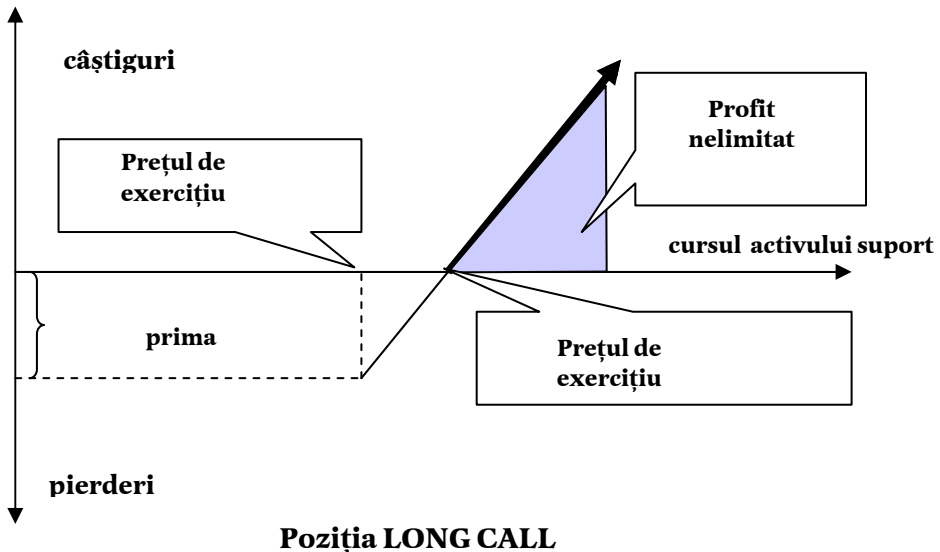 câștiguri
Profit
nelimitat
Prețul de
exercițiu
cursul activului suport
prima
Prețul de
exercițiu
pierderi
Poziția LONG CALL